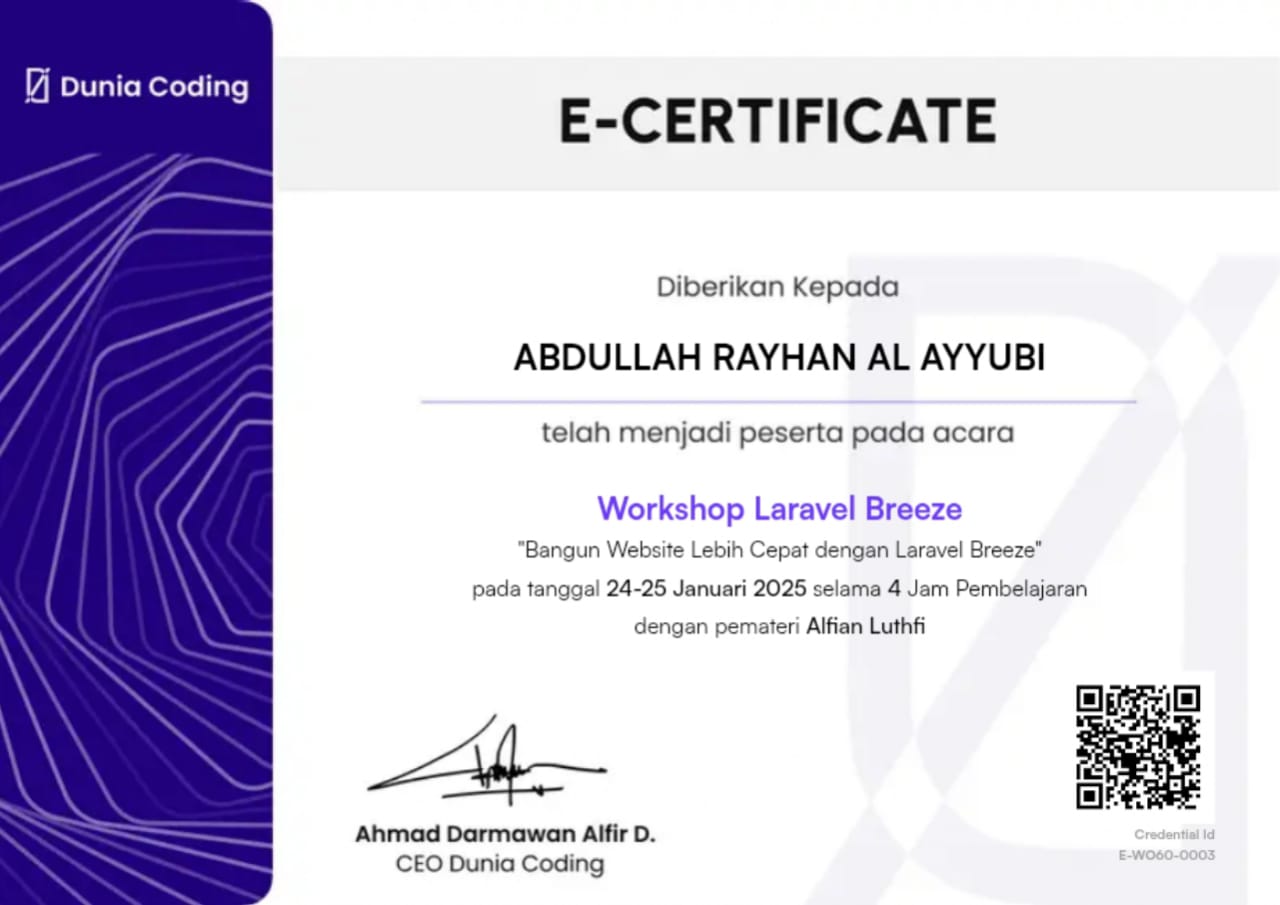 Dunia Coding
E-CERTIFICATE
Diberikan Kepada
ABDULLAH RAYHAN AL AYYUBI
telah menjadi peserta pada acara
Workshop Laravel Breeze
"Bangun Website Lebih Cepat dengan Laravel Breeze"
pada tanggal 24-25 Januari 2025 selama 4 Jam Pembelajaran
dengan pemateri Alfian Luthfi
Ahmad Darmawan Alfir D.
CEO Dunia Coding
Credential Id
E-WO60-0003